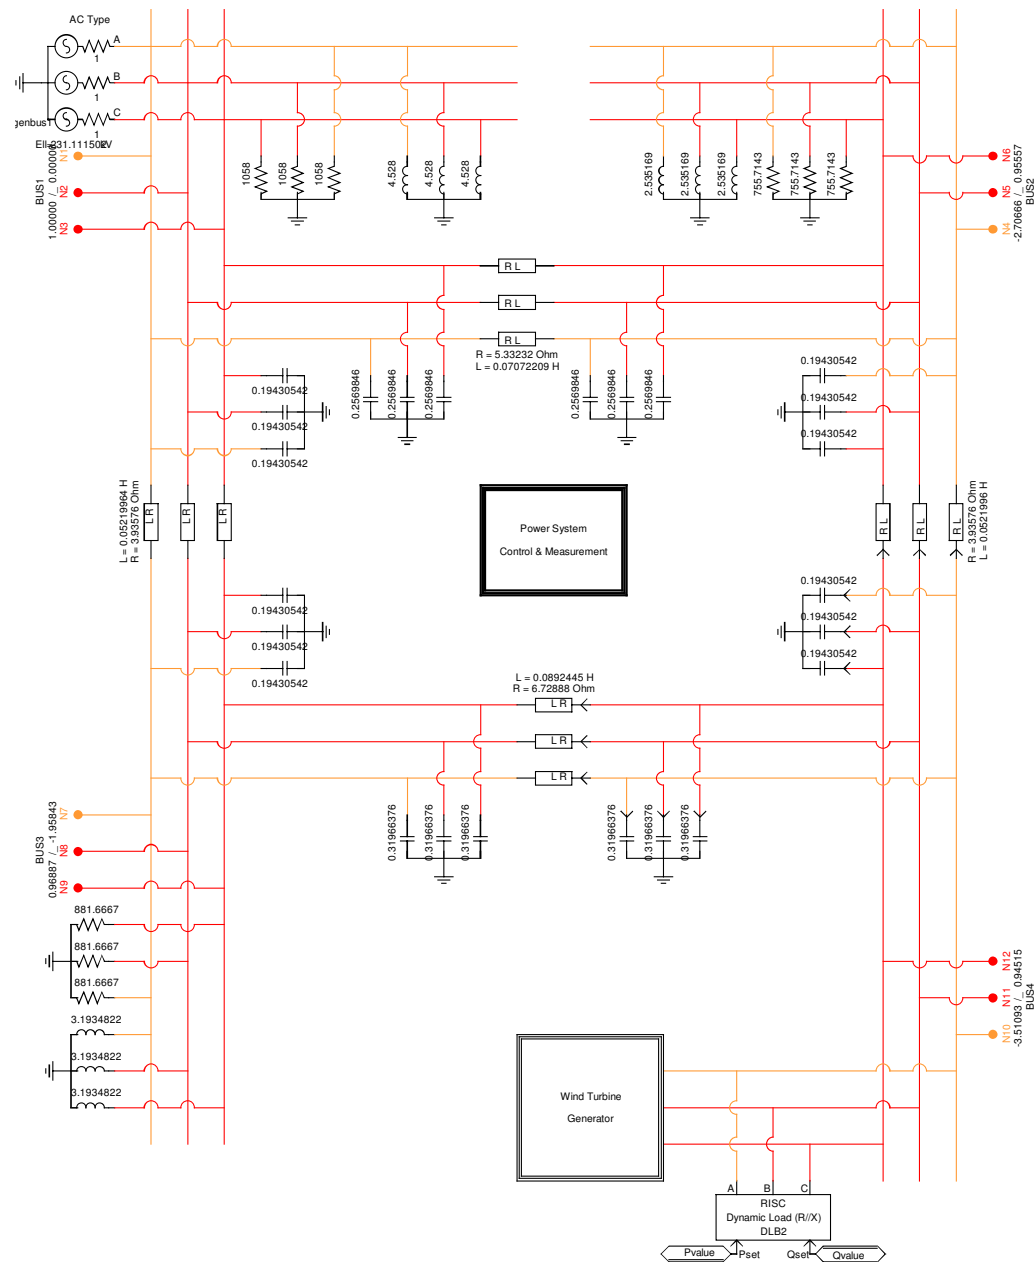 AC Type
A
1
B
1
C
1
genbus1
N1
N2
N3
BUS1
1.00000 /_ 0.00000
1058
1058
1058
4.528
4.528
4.528
2.535169
2.535169
2.535169
755.7143
755.7143
755.7143
N6
N5
N4
-2.70666 /_ 0.95557
BUS2
R L
R L
R L
R = 5.33232 Ohm
L = 0.07072209 H
0.19430542
0.19430542
0.19430542
0.2569846
0.2569846
0.2569846
0.2569846
0.2569846
0.2569846
0.19430542
0.19430542
0.19430542
L = 0.05219964 H
R = 3.93576 Ohm
L R
L R
L R
Power System
Control & Measurement
R L
R L
R L
R = 3.93576 Ohm
L = 0.0521996 H
0.19430542
0.19430542
0.19430542
0.19430542
0.19430542
0.19430542
L = 0.0892445 H
R = 6.72888 Ohm
L R
L R
L R
0.31966376
0.31966376
0.31966376
0.31966376
0.31966376
0.31966376
N7
N8
N9
BUS3
0.96887 /_ -1.95843
881.6667
881.6667
881.6667
3.1934822
3.1934822
3.1934822
N12
N11
N10
-3.51093 /_ 0.94515
BUS4
Wind Turbine
Generator
A B C
RISC
Dynamic Load (R//X)
DLB2
Pvalue Pset Qset Qvalue